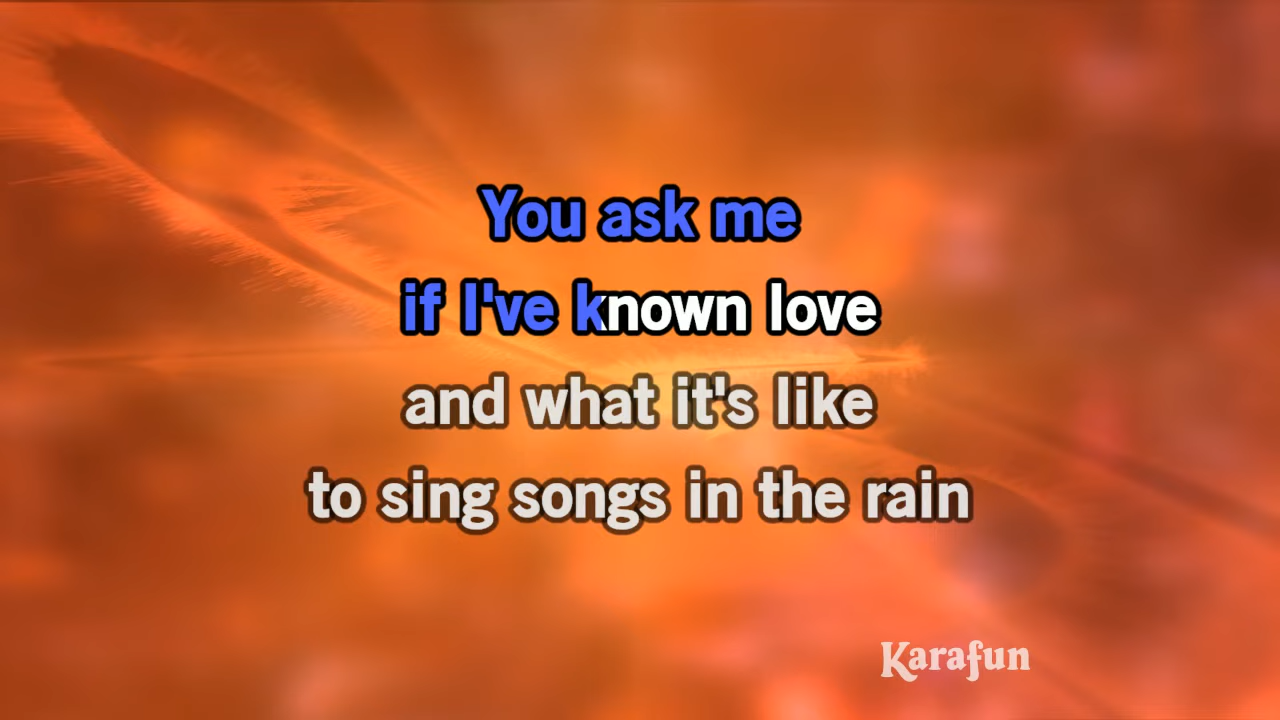 You ask me
if I've known love
and what it's like
to sing songs in the rain
Karafun